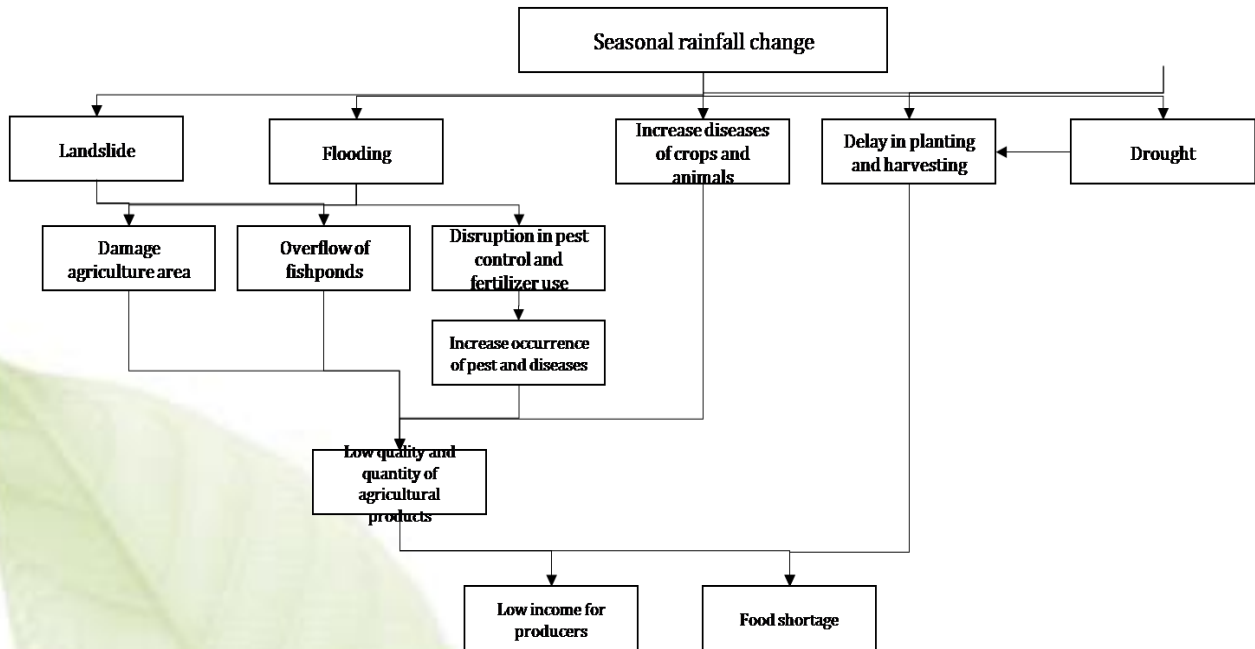 Seasonal rainfall change
Landslide
Flooding
Increase diseases
of crops and
animals
Delay in planting
and harvesting
Drought
Damage
agriculture area
Overflow of
fishponds
Disruption in pest
control and
fertilizer use
Increase occurrence
of pest and diseases
Low quality and
quantity of
agricultural
products
Low income for
producers
Food shortage